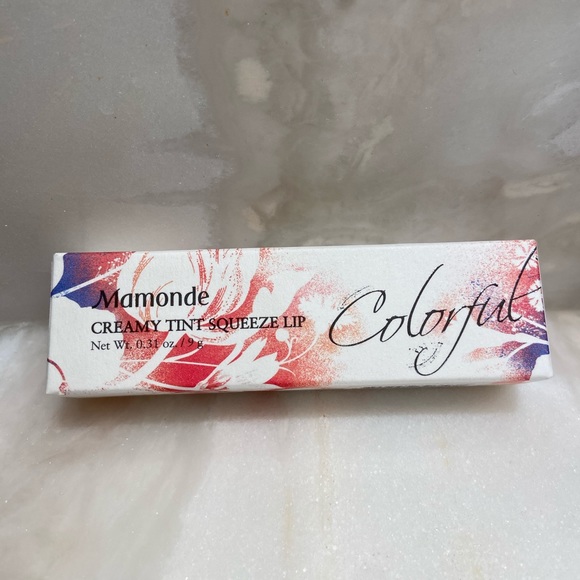 Mamonde
CREAMY TINT SQUEEZE LIP
Net Wt. 0.31 oz. / 9 g
Colorful